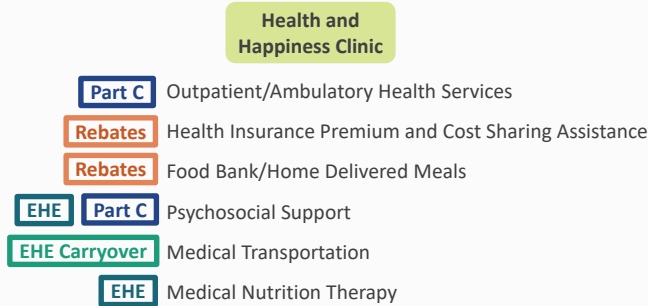 Health and
Happiness Clinic
Part C Outpatient/Ambulatory Health Services
Rebates Health Insurance Premium and Cost Sharing Assistance
Rebates Food Bank/Home Delivered Meals
EHE Part C Psychosocial Support
EHE Carryover Medical Transportation
EHE Medical Nutrition Therapy